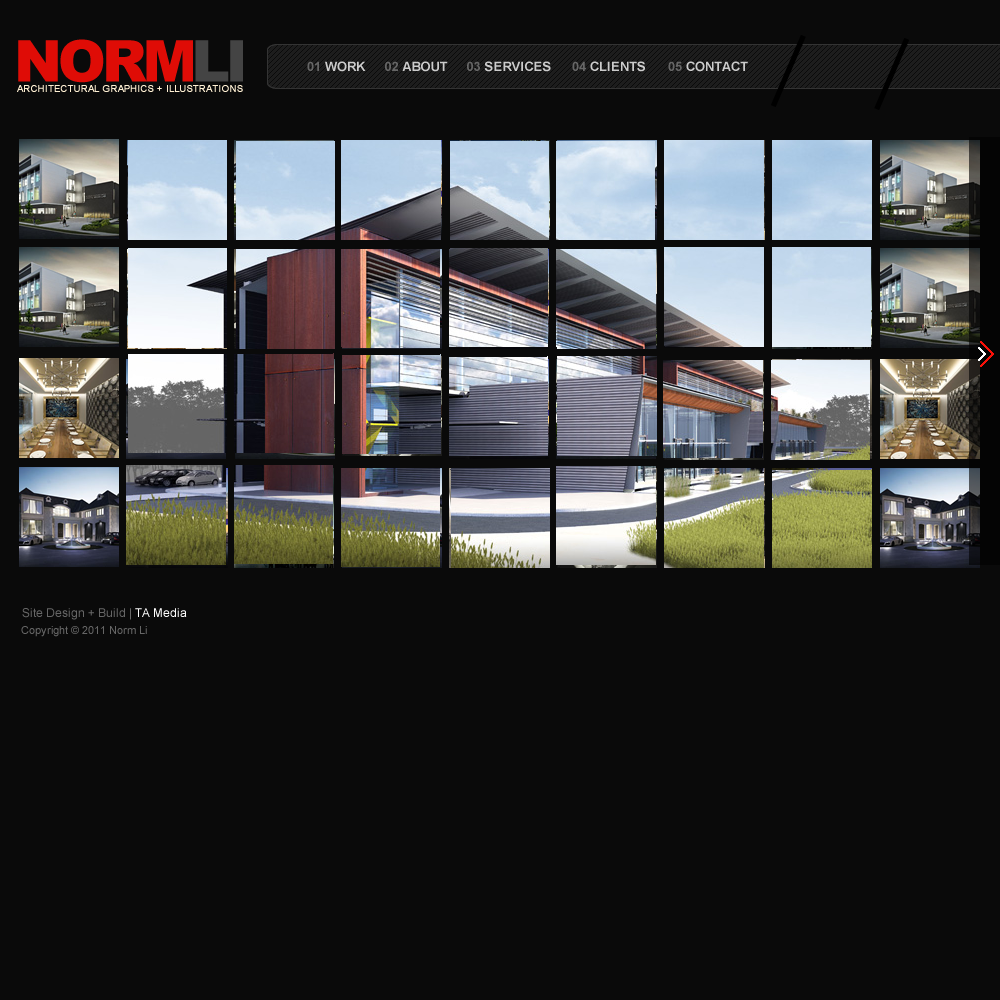 NORMLI
ARCHITECTURAL GRAPHICS + ILLUSTRATIONS
01 WORK 02 ABOUT 03 SERVICES 04 CLIENTS 05 CONTACT
Site Design + Build | TA Media
Copyright © 2011 Norm Li